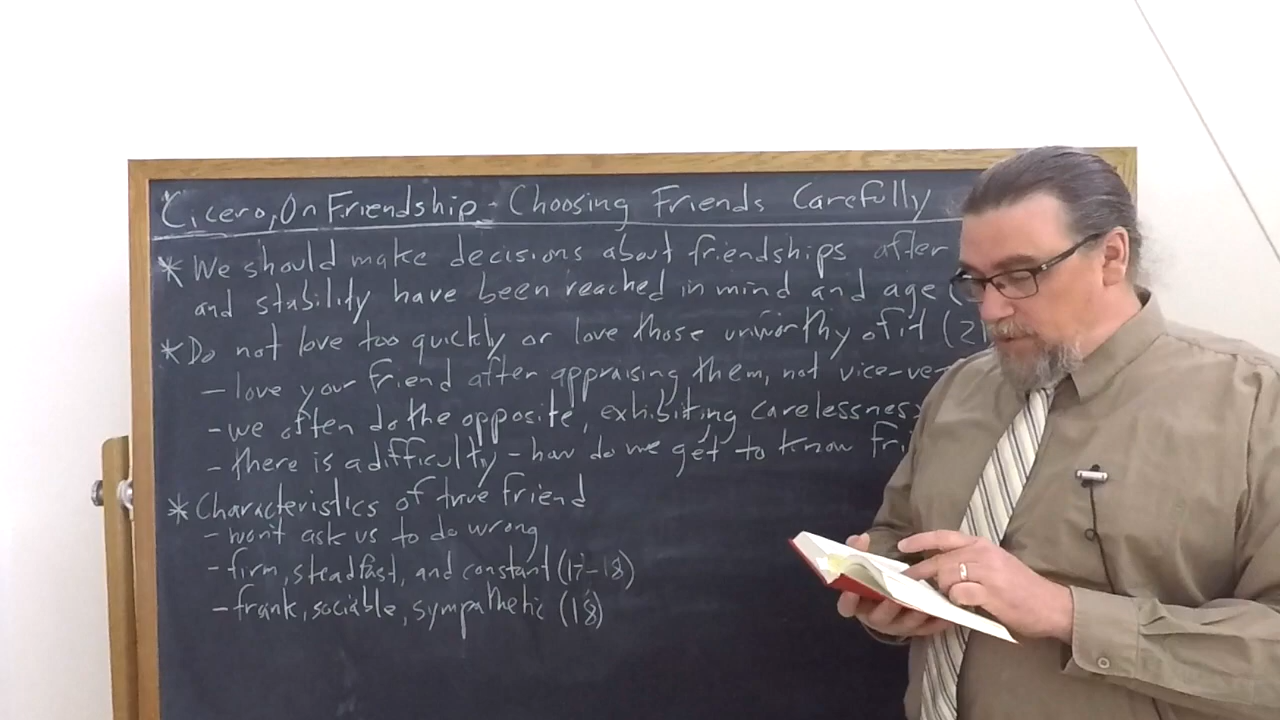 Cicero, On Friendship - Choosing Friends Carefully
* We should make decisions about friendships after
and stability have been reached in mind and age (
* Do not love too quickly or love those unworthy of it (2
- love your friend after appraising them, not vice-ve
- we often do the opposite, exhibiting carelessness
- there is a difficulty - how do we get to know fri
* Characteristics of true friend
- won't ask us to do wrong
- firm, steadfast, and constant (17-18)
- frank, sociable, sympathetic (18)